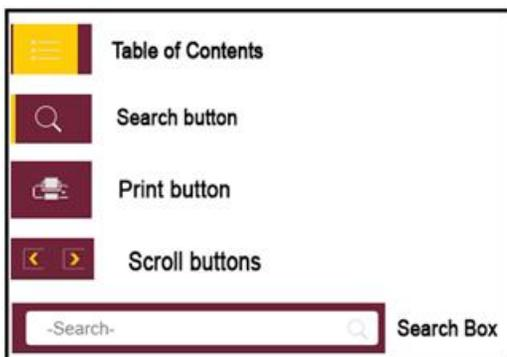 Table of Contents
Search button
Print button
Scroll buttons
-Search-
Search Box